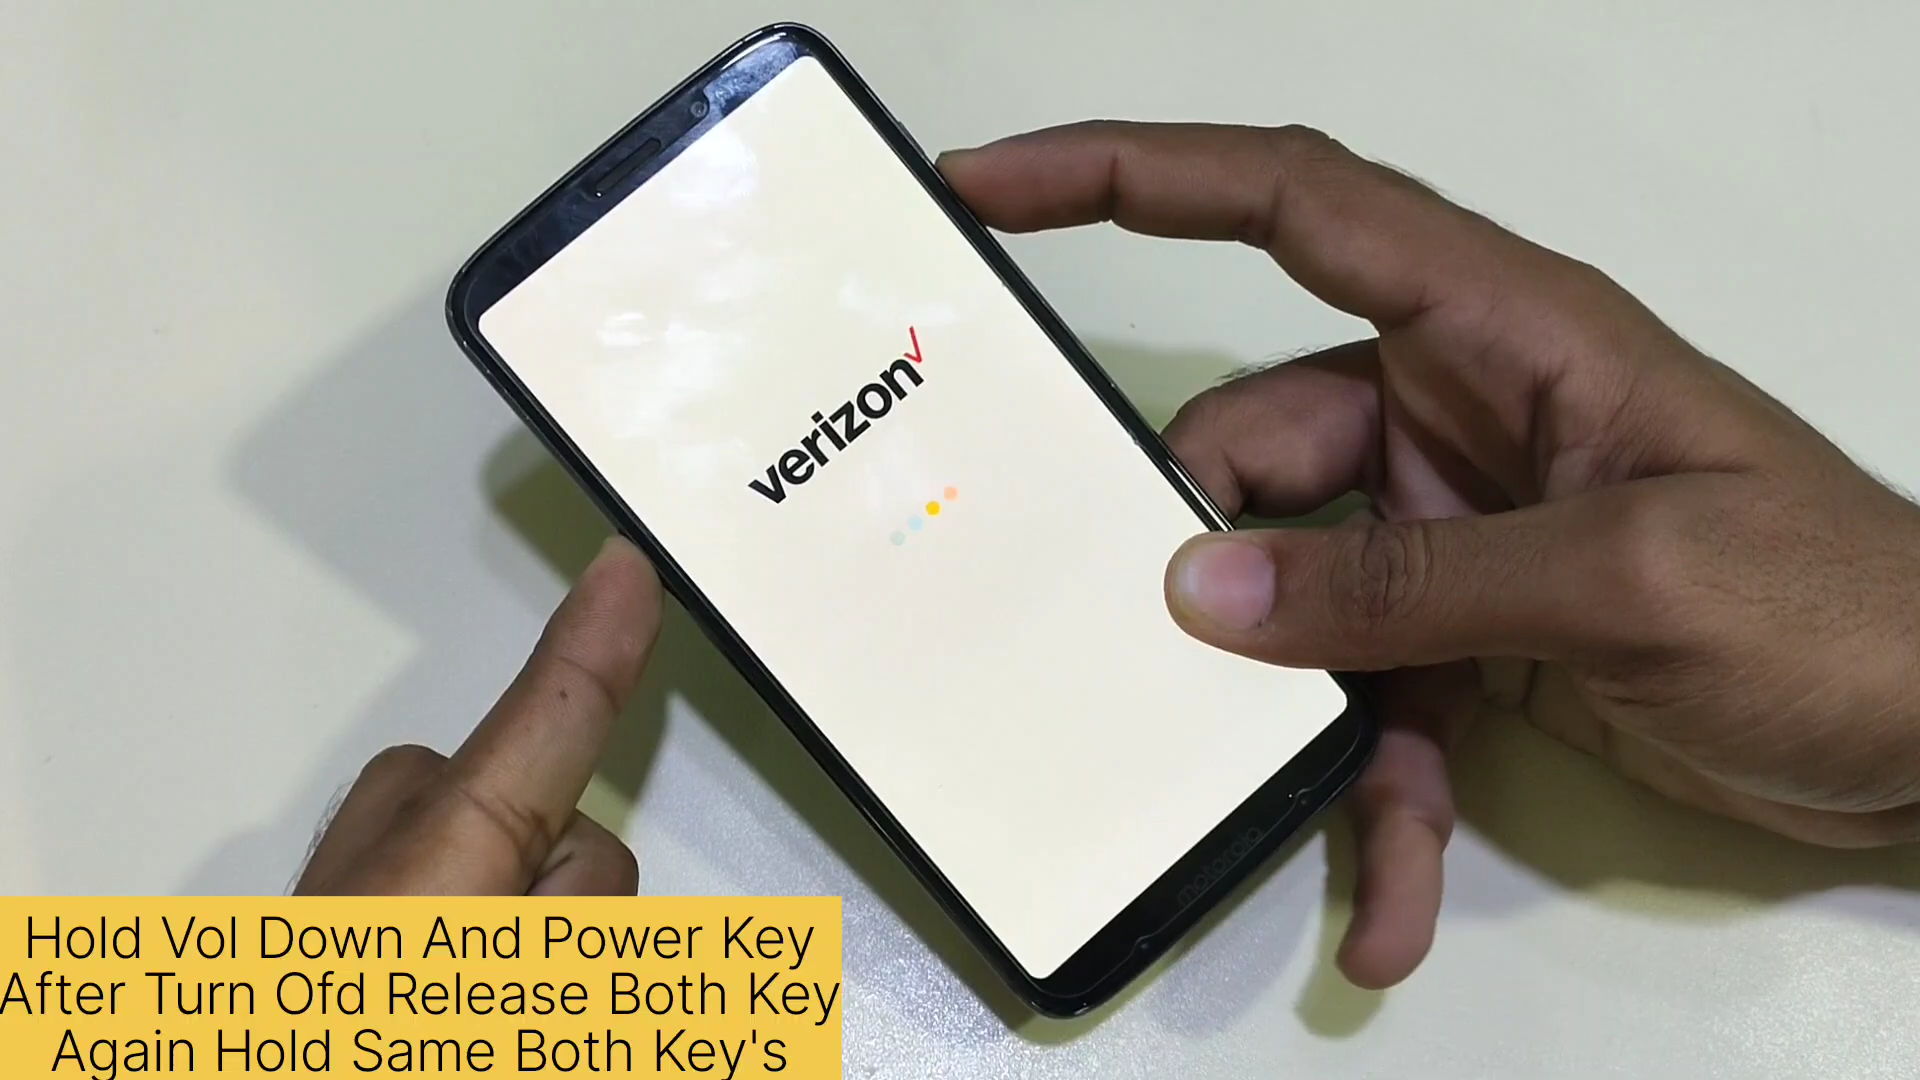 verizon
motorola
Hold Vol Down And Power Key
After Turn Ofd Release Both Key
Again Hold Same Both Key's